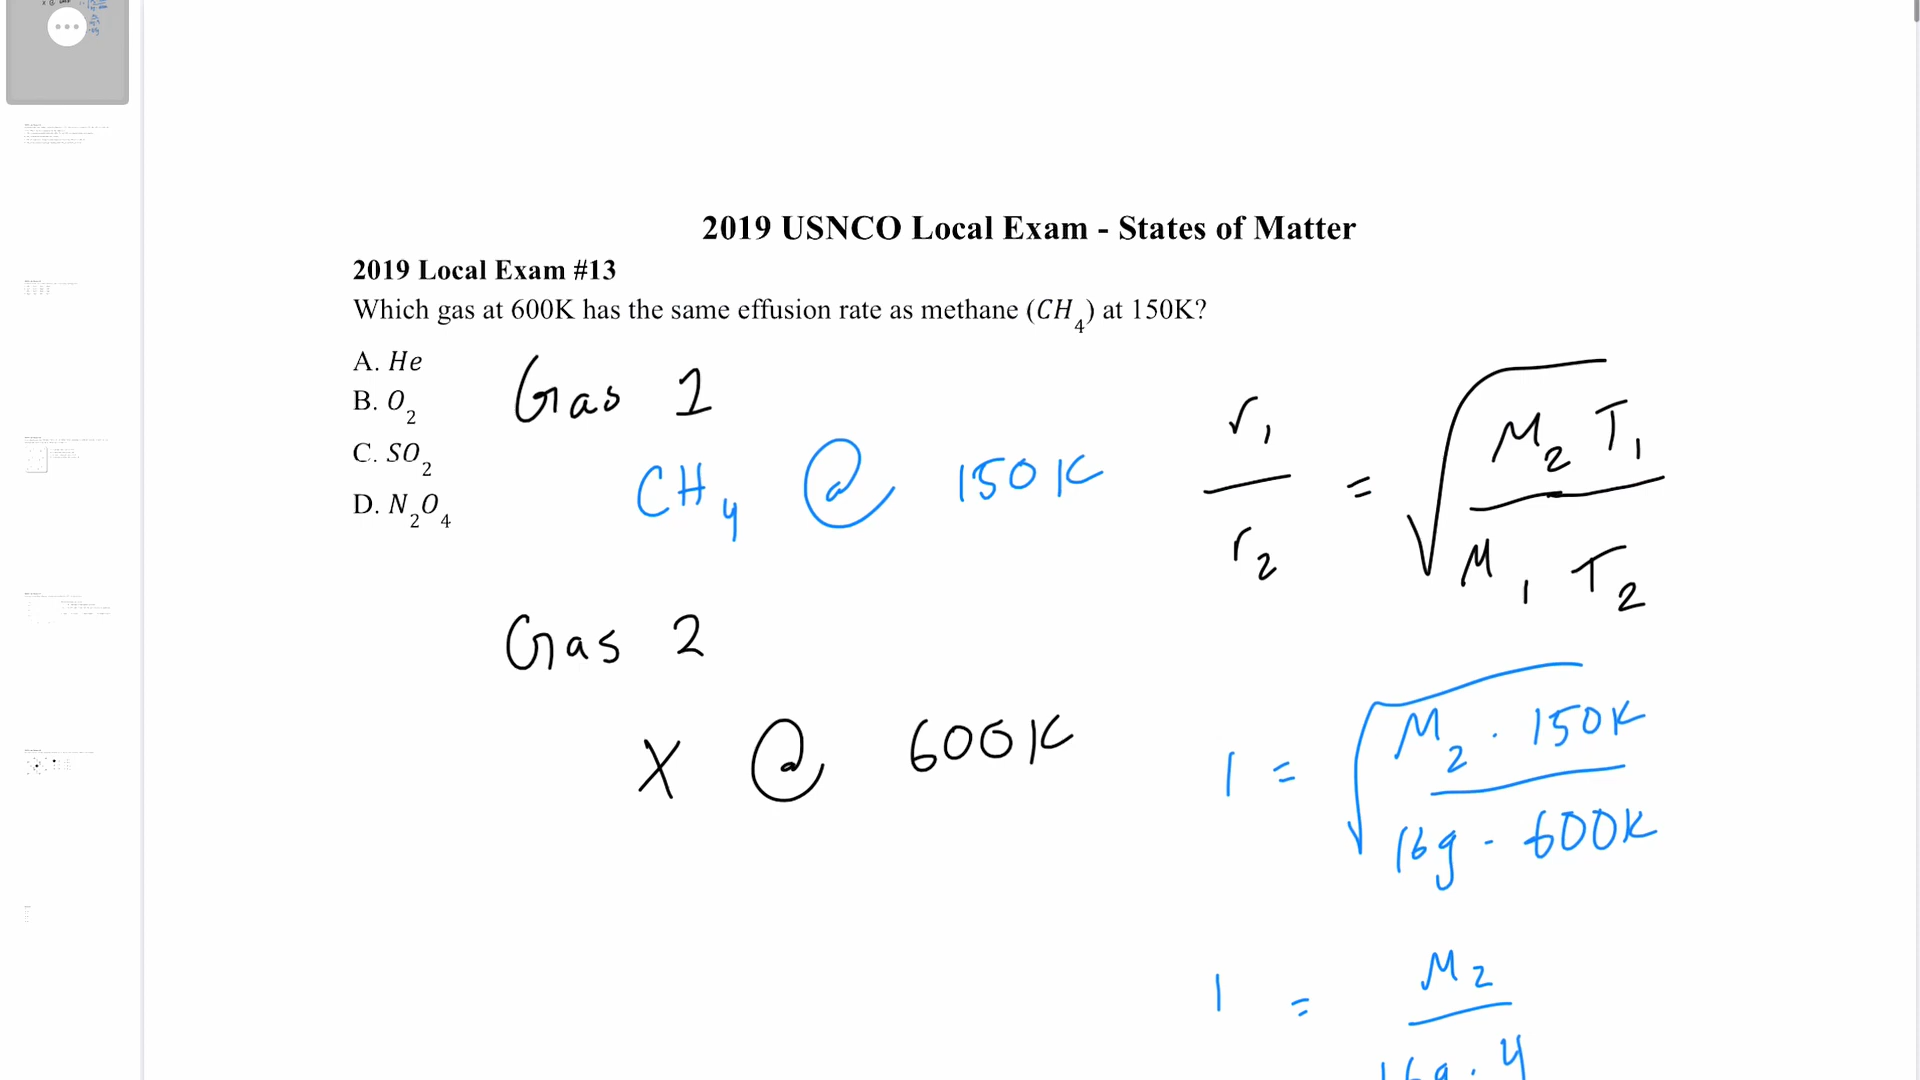 2019 USNCO Local Exam - States of Matter
2019 Local Exam #13
Which gas at 600K has the same effusion rate as methane (CH₄) at 150K?
A. He
B. O₂
C. SO₂
D. N₂O₄
Gas 1
CH₄ @ 150K
Gas 2
X @ 600K
r₁/r₂ = √(M₂ T₁ / M₁ T₂)
1 = √(M₂ · 150K / 16g · 600K)
1 = M₂ / 16g · 4